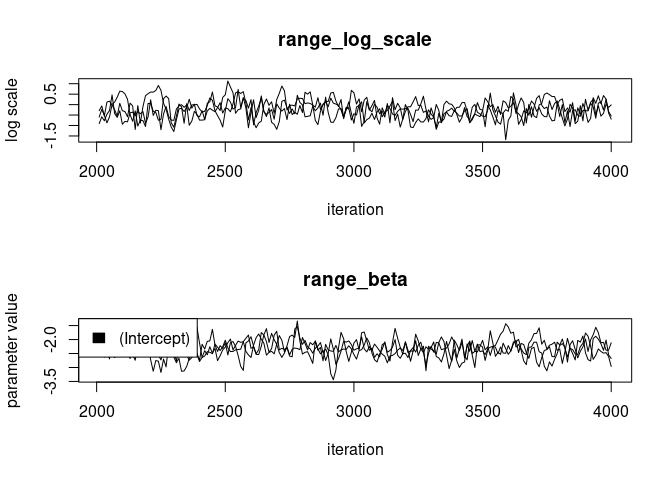 range_log_scale
log scale
0.5
-1.5
2000 2500 3000 3500 4000
iteration
range_beta
parameter value
-2.0
-3.5
(Intercept)
2000 2500 3000 3500 4000
iteration